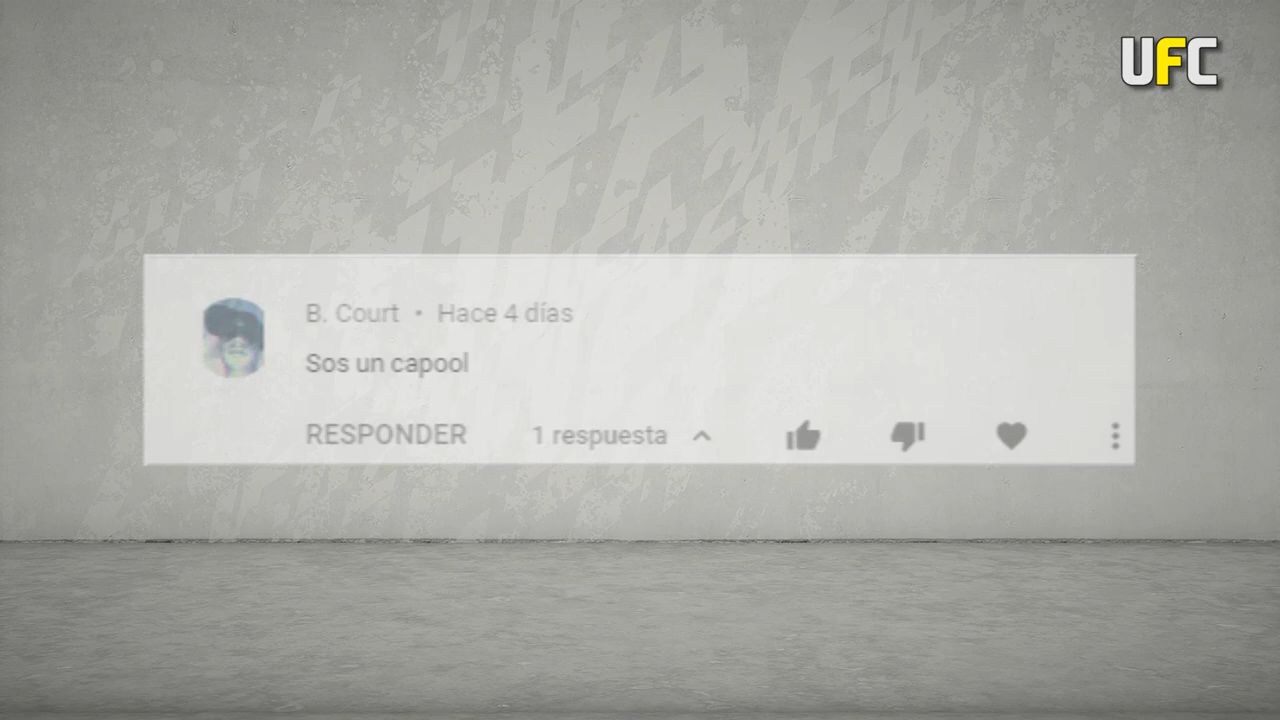 UFC
B. Court • Hace 4 días
Sos un capool
RESPONDER 1 respuesta